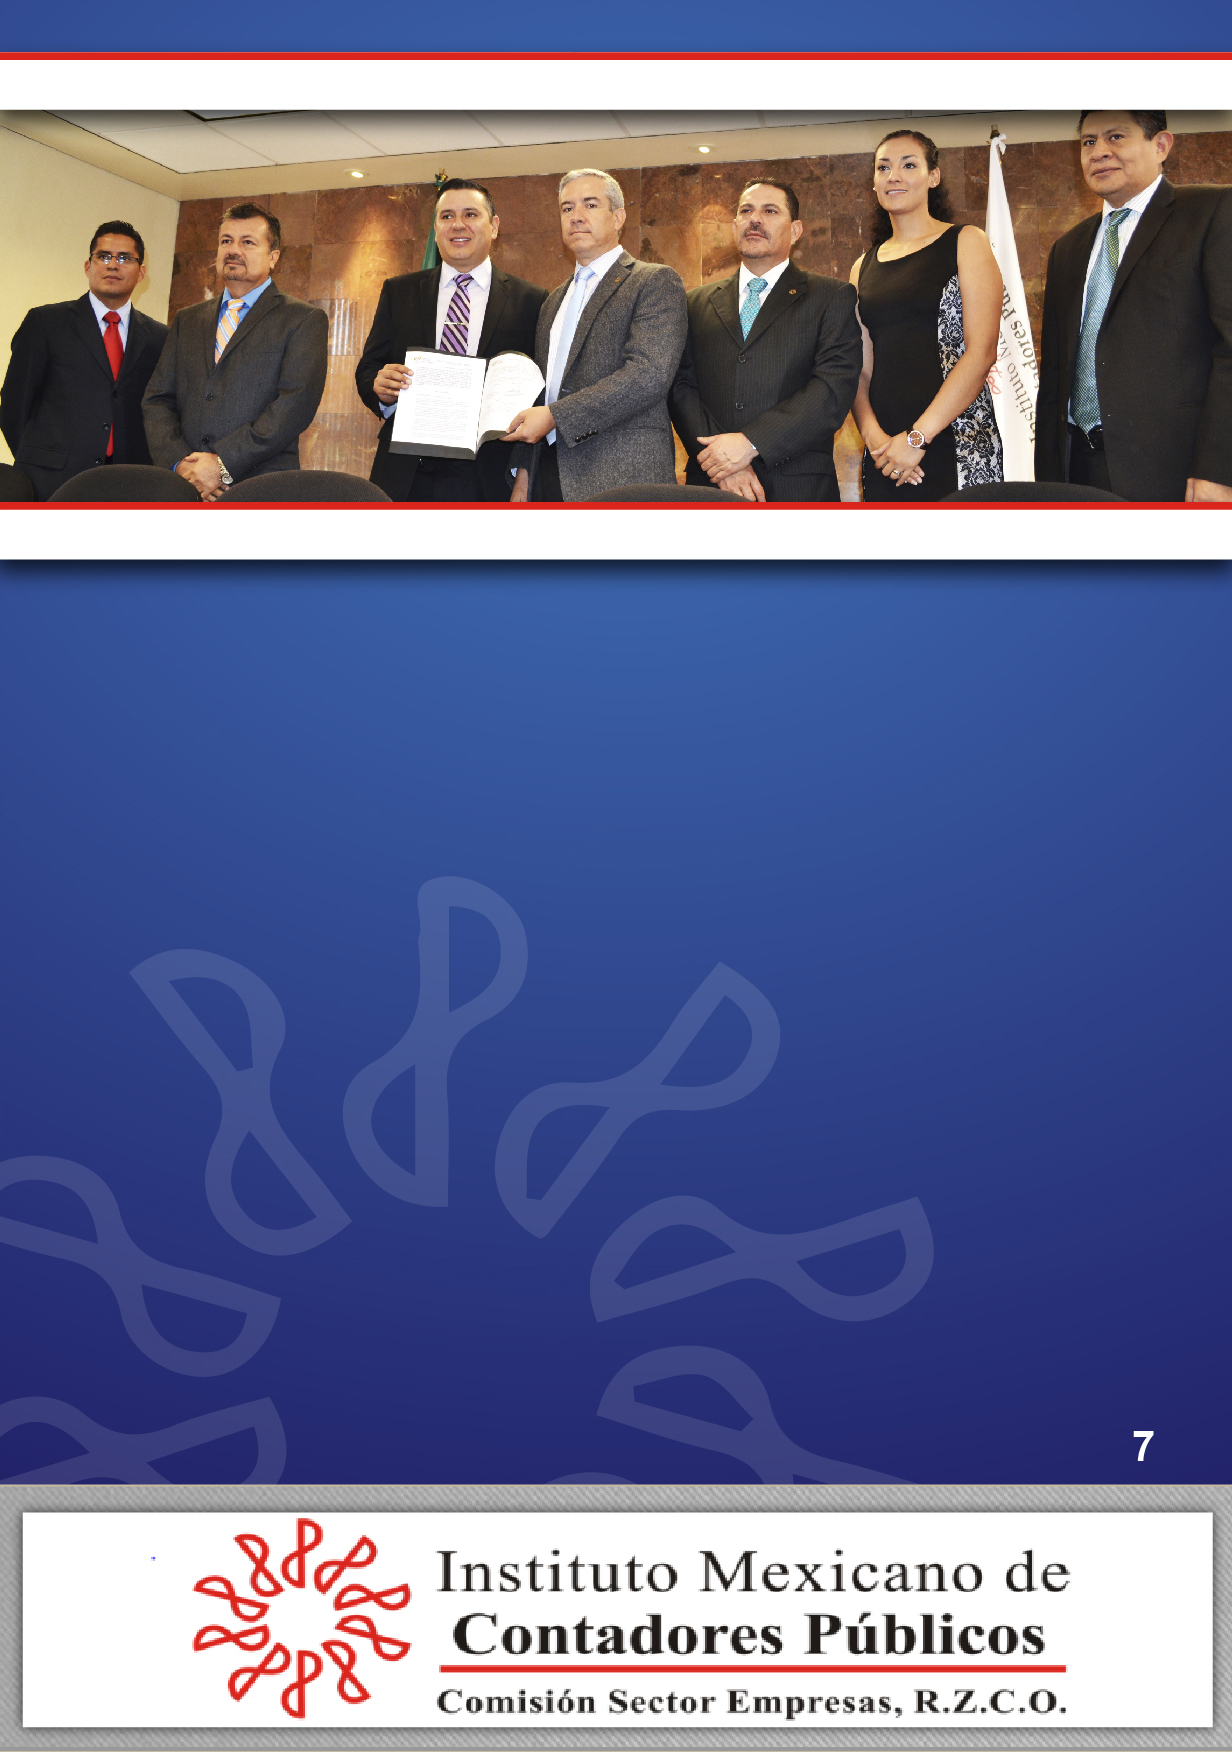 7
Instituto Mexicano de
Contadores Públicos
Comisión Sector Empresas, R.Z.C.O.